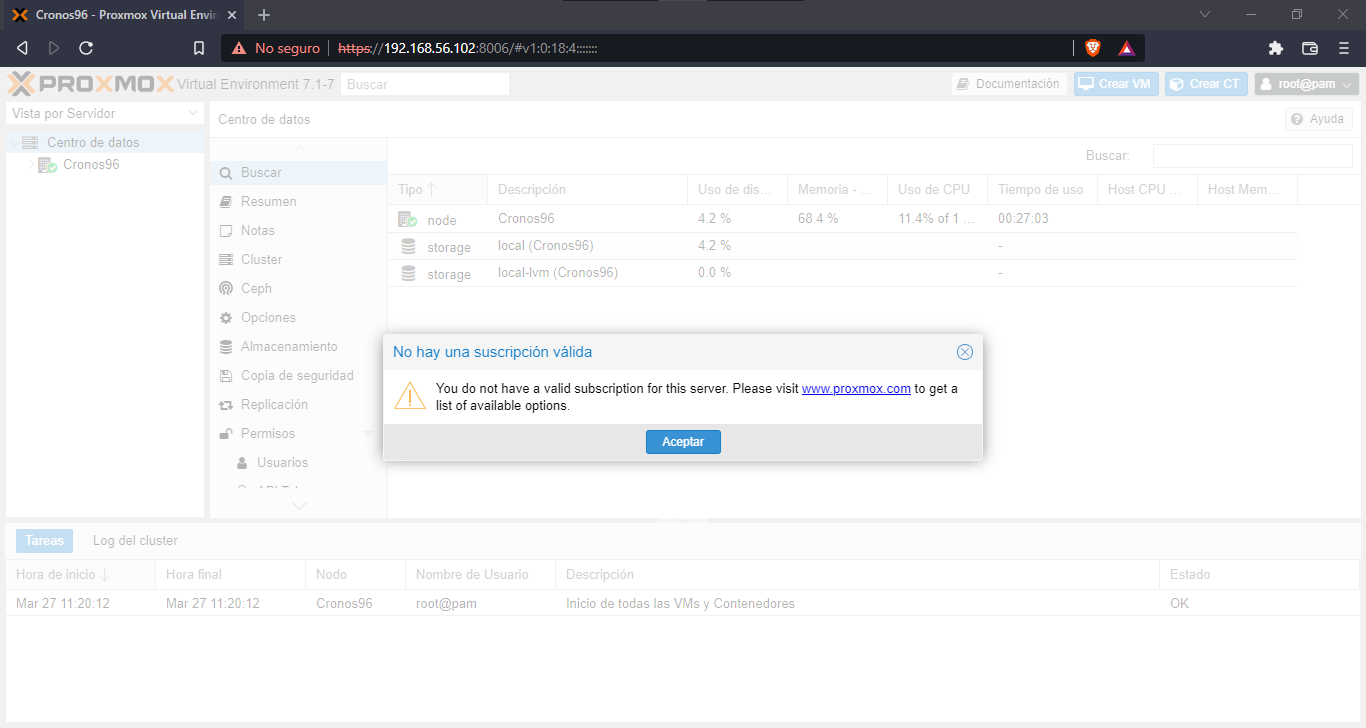 Cronos96 - Proxmox Virtual Envir
No seguro https://192.168.56.102:8006/#v1:0:18:4:::::::
PROXMOX Virtual Environment 7.1-7 Buscar Documentación Crear VM Crear CT root@pam
Vista por Servidor
Centro de datos
Cronos96
Centro de datos Ayuda
Buscar
Resumen
Notas
Cluster
Ceph
Opciones
Almacenamiento
Copia de seguridad
Replicación
Permisos
Usuarios
Buscar:
Tipo Descripción Uso de dis... Memoria - ... Uso de CPU Tiempo de uso Host CPU ... Host Mem...
node Cronos96 4.2 % 68.4 % 11.4% of 1 ... 00:27:03
storage local (Cronos96) 4.2 % -
storage local-lvm (Cronos96) 0.0 % -
No hay una suscripción válida
You do not have a valid subscription for this server. Please visit www.proxmox.com to get a
list of available options.
Aceptar
Tareas Log del cluster
Hora de inicio Hora final Nodo Nombre de Usuario Descripción Estado
Mar 27 11:20:12 Mar 27 11:20:12 Cronos96 root@pam Inicio de todas las VMs y Contenedores OK